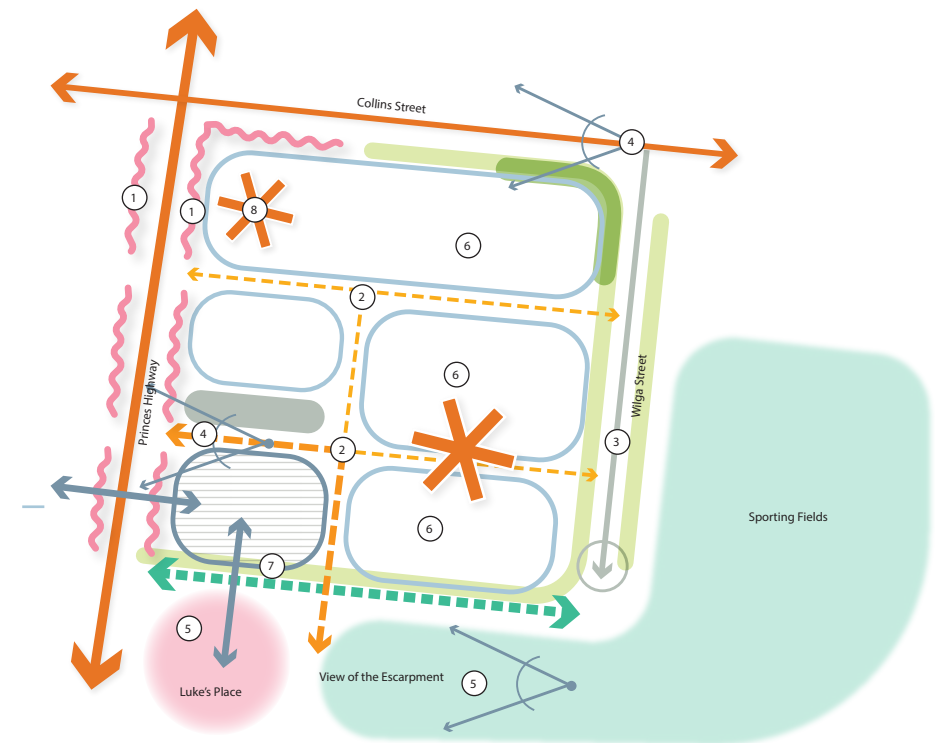 Collins Street
4
1
1
8
6
2
Princes Highway
6
Wilga Street
4
2
3
Sporting Fields
6
7
5
Luke's Place
View of the Escarpment
5